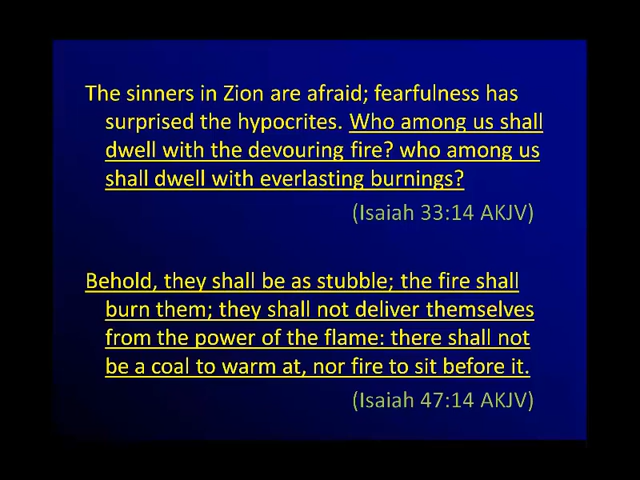 The sinners in Zion are afraid; fearfulness has
surprised the hypocrites. Who among us shall
dwell with the devouring fire? who among us
shall dwell with everlasting burnings?
(Isaiah 33:14 AKJV)
Behold, they shall be as stubble; the fire shall
burn them; they shall not deliver themselves
from the power of the flame: there shall not
be a coal to warm at, nor fire to sit before it.
(Isaiah 47:14 AKJV)